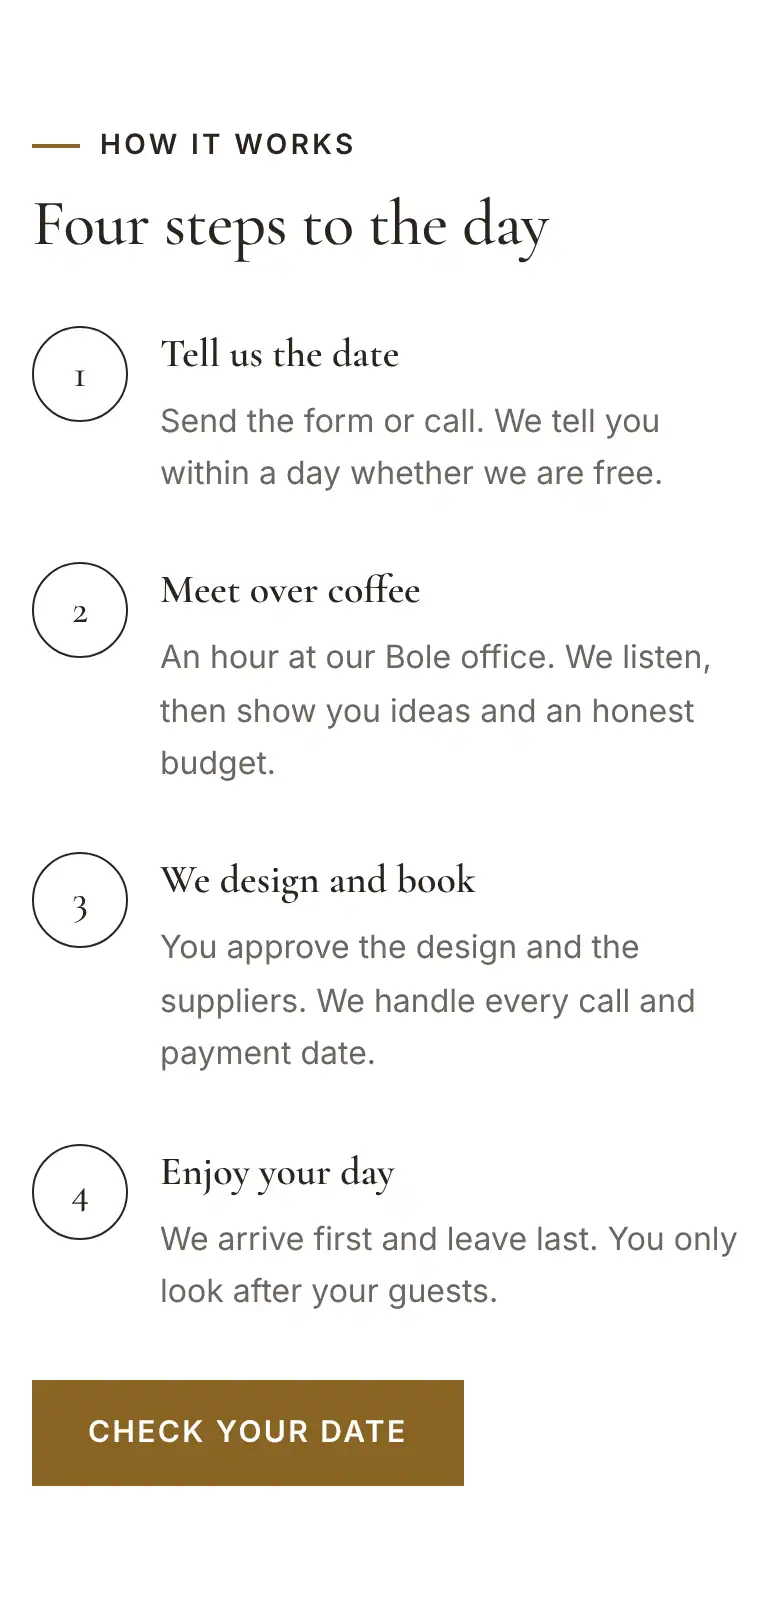 HOW IT WORKS
Four steps to the day
1
Tell us the date
Send the form or call. We tell you
within a day whether we are free.
2
Meet over coffee
An hour at our Bole office. We listen,
then show you ideas and an honest
budget.
3
We design and book
You approve the design and the
suppliers. We handle every call and
payment date.
4
Enjoy your day
We arrive first and leave last. You only
look after your guests.
CHECK YOUR DATE